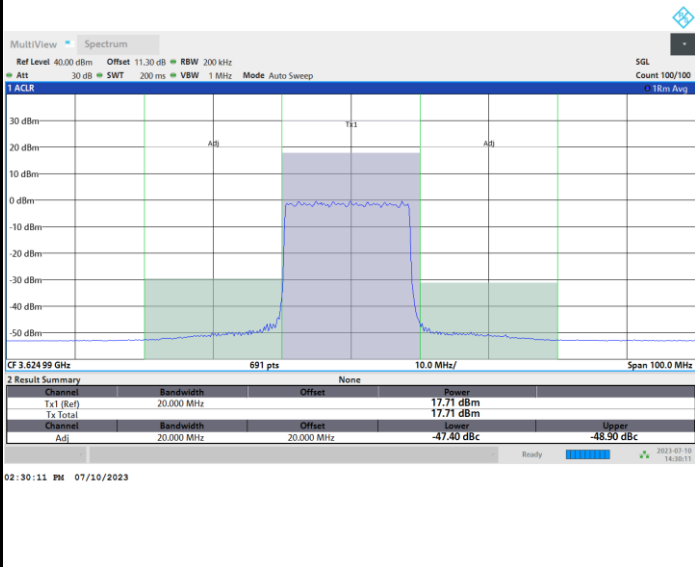 MultiView Spectrum
Ref Level 40.00 dBm Offset 11.30 dB RBW 200 kHz SGL
Att 30 dB SWT 200 ms VBW 1 MHz Mode Auto Sweep Count 100/100
1 ACLR 1Rm Avg
30 dBm
Tx1
20 dBm
Adj Adj
10 dBm
0 dBm
-10 dBm
-20 dBm
-30 dBm
-40 dBm
-50 dBm
CF 3.624 99 GHz 691 pts 10.0 MHz/ Span 100.0 MHz
2 Result Summary None
Channel Bandwidth Offset Power
Tx1 (Ref) 20.000 MHz 17.71 dBm
Tx Total 17.71 dBm
Channel Bandwidth Offset Lower Upper
Adj 20.000 MHz 20.000 MHz -47.40 dBc -48.90 dBc
Ready 2023-07-10
14:30:11
02:30:11 PM 07/10/2023